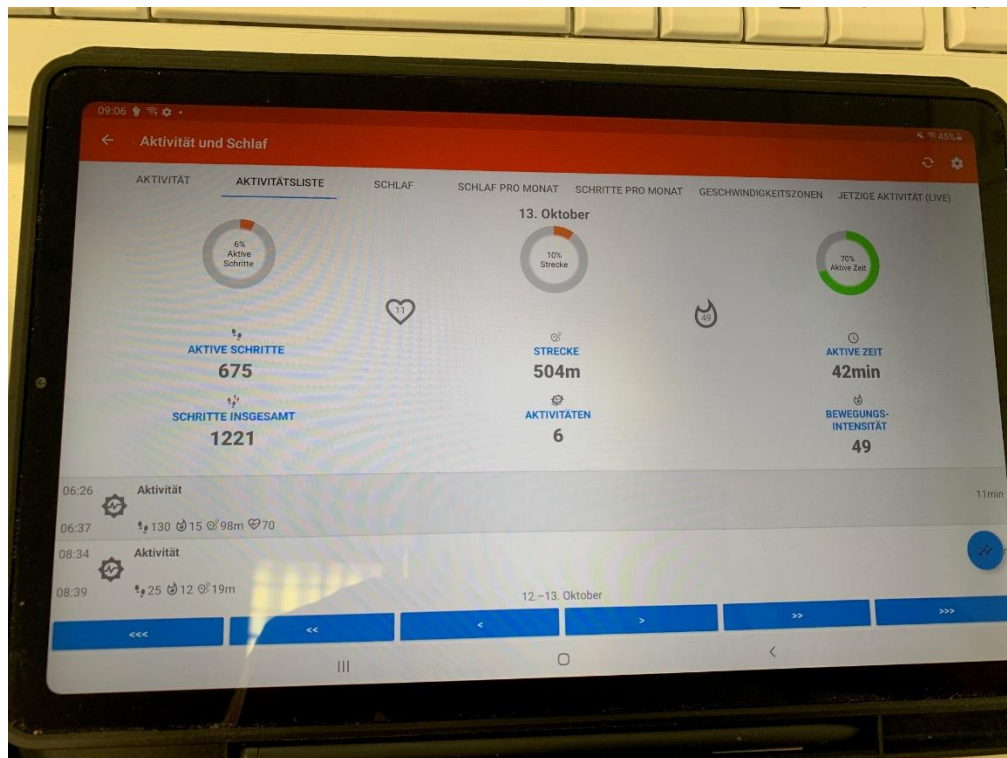 09:06
45%
Aktivität und Schlaf
AKTIVITÄT AKTIVITÄTSLISTE SCHLAF SCHLAF PRO MONAT SCHRITTE PRO MONAT GESCHWINDIGKEITSZONEN JETZIGE AKTIVITÄT (LIVE)
13. Oktober
6%
Aktive
Schritte
10%
Strecke
70%
Aktive Zeit
11
49
AKTIVE SCHRITTE
675
STRECKE
504m
AKTIVE ZEIT
42min
SCHRITTE INSGESAMT
1221
AKTIVITÄTEN
6
BEWEGUNGS-
INTENSITÄT
49
06:26 Aktivität 11min
06:37 130 15 98m 70
08:34 Aktivität
08:39 25 12 19m
12.–13. Oktober
<<< << < > >> >>>